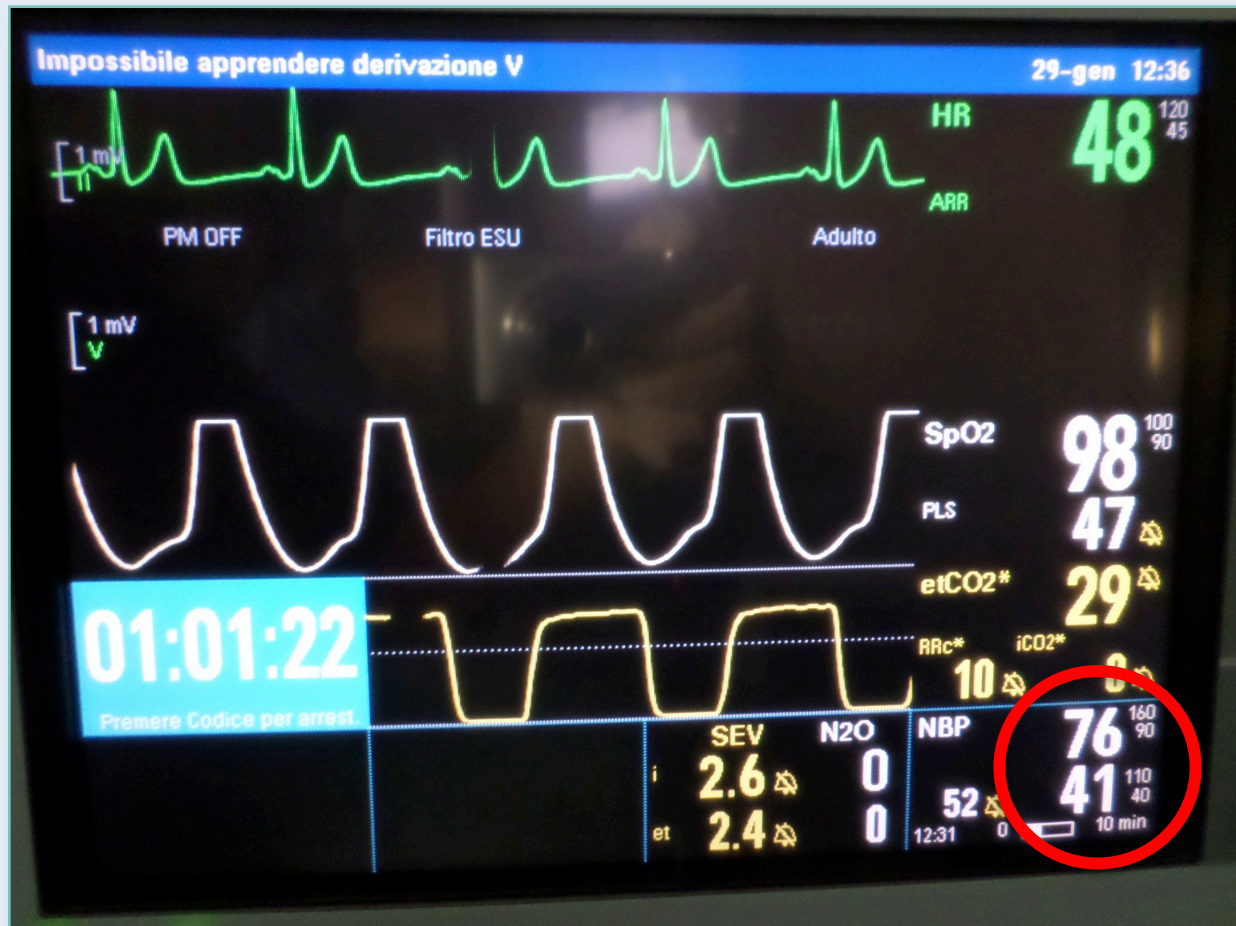 Impossibile apprendere derivazione V 29-gen 12:36
HR 48 120
45
1 mV
II
ARR
PM OFF Filtro ESU Adulto
1 mV
V
SpO2 98 100
90
PLS 47
etCO2* 29
01:01:22
RRc* iCO2*
10 0
Premere Codice per arrest.
SEV N2O NBP 76 160
90
i 2.6 0
41 110
40
52
et 2.4 0 12:31 0 10 min